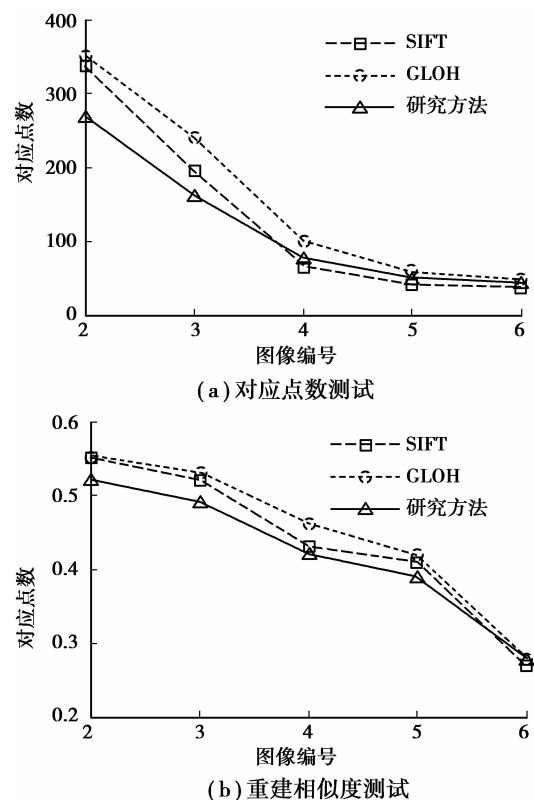 400
300
200
100
0
对应点数
SIFT
GLOH
研究方法
2 3 4 5 6
图像编号
(a)对应点数测试
0.6
0.5
0.4
0.3
0.2
对应点数
SIFT
GLOH
研究方法
2 3 4 5 6
图像编号
(b)重建相似度测试